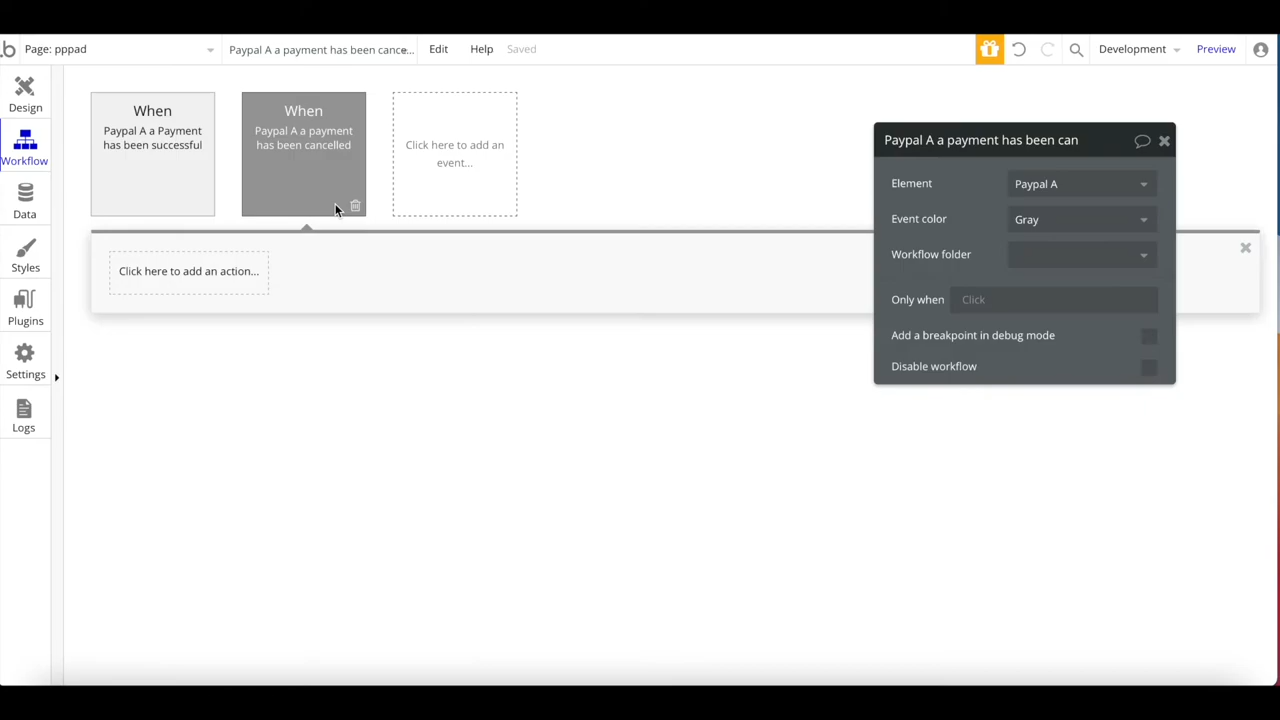 Page: pppad
Paypal A a payment has been cance...
Edit
Help
Saved
Development
Preview
Design
Workflow
Data
Styles
Plugins
Settings
Logs
When
Paypal A a Payment
has been successful
When
Paypal A a payment
has been cancelled
Click here to add an
event...
Click here to add an action...
Paypal A a payment has been can
Element
Paypal A
Event color
Gray
Workflow folder
Only when
Click
Add a breakpoint in debug mode
Disable workflow